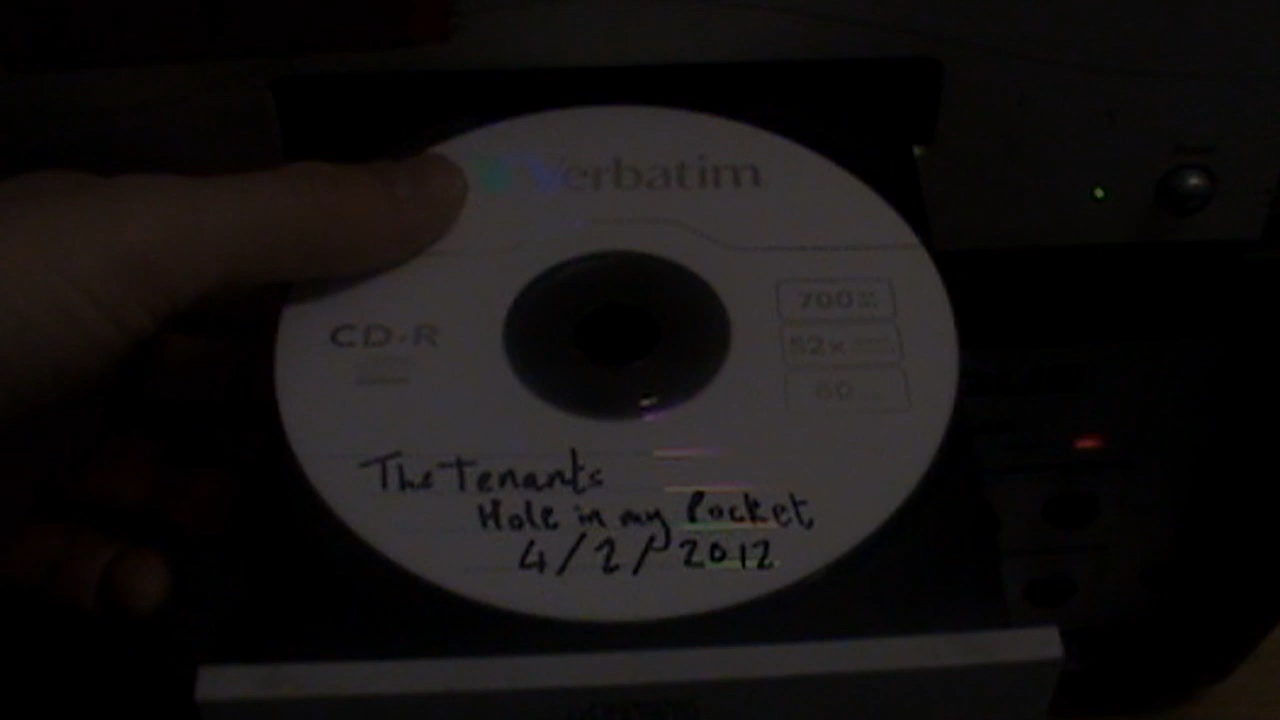 Verbatim
CD-R
700
52x
80
The Tenants
Hole in my Pocket
4/2/2012